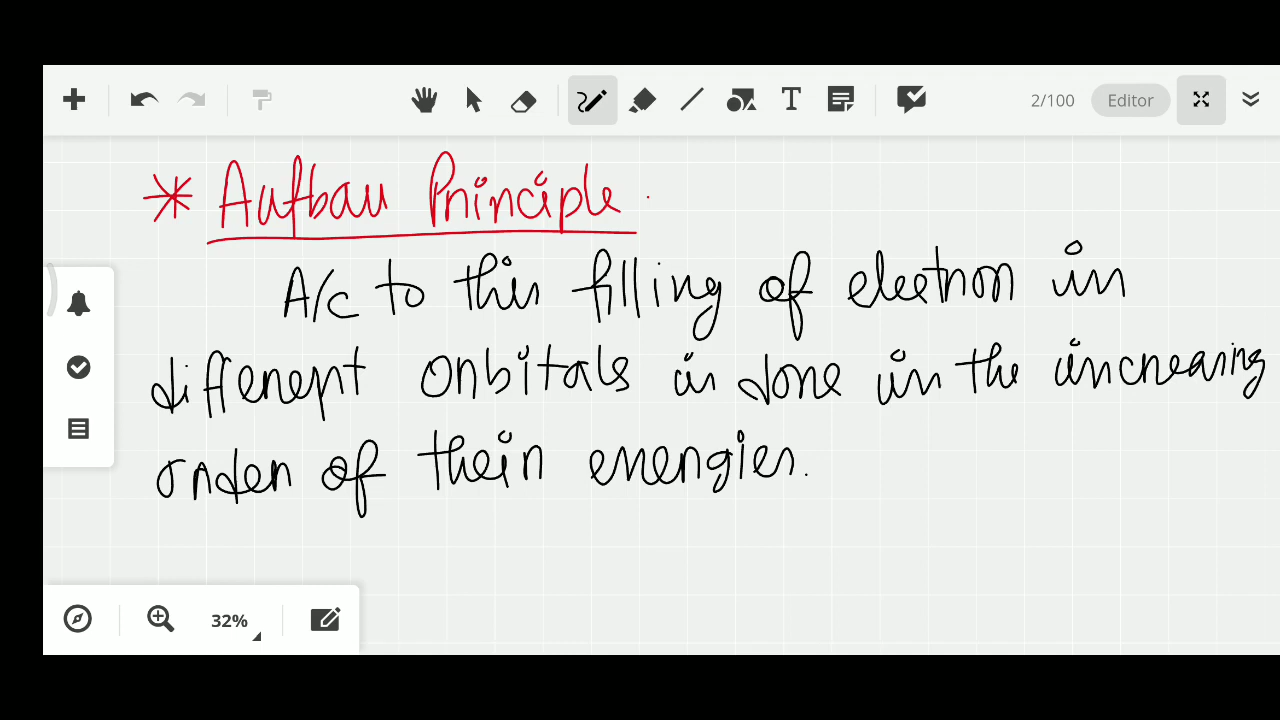 2/100 Editor
* Aufbau Principle.
A/c to this filling of electron in
different orbitals is done in the increasing
order of their energies.
32%